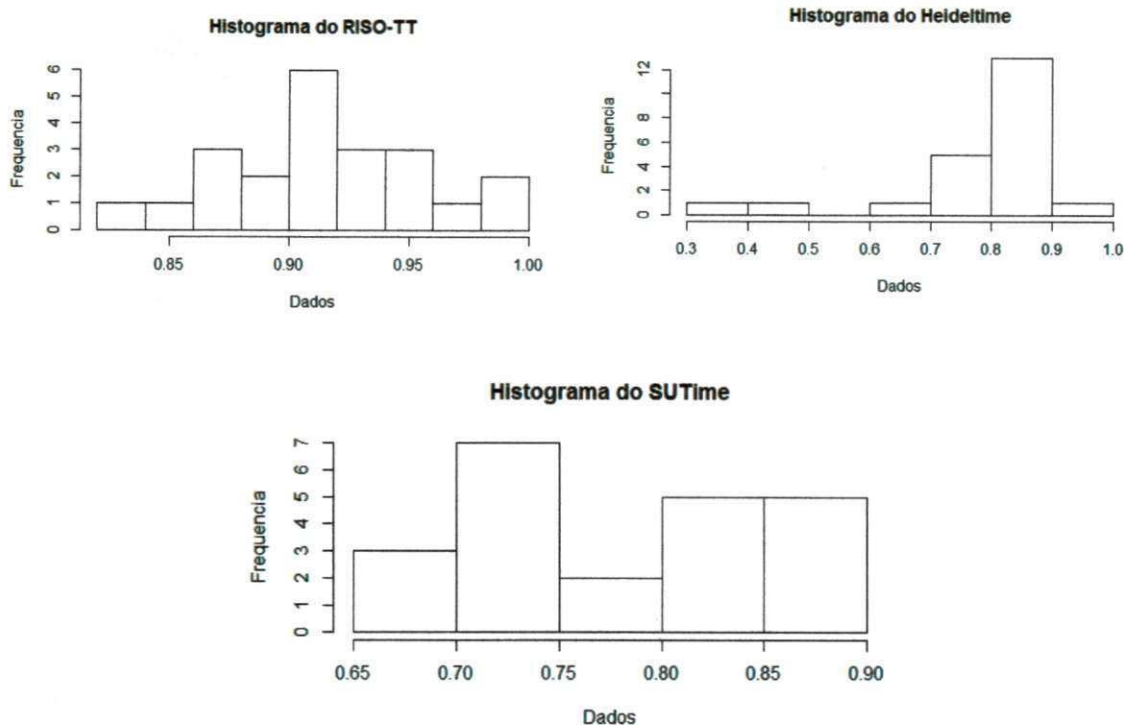 Histograma do RISO-TT
Frequencia
0 1 2 3 4 5 6
0.85 0.90 0.95 1.00
Dados
Histograma do Heideltime
Frequencia
0 2 4 6 8 12
0.3 0.4 0.5 0.6 0.7 0.8 0.9 1.0
Dados
Histograma do SUTime
Frequencia
0 1 2 3 4 5 6 7
0.65 0.70 0.75 0.80 0.85 0.90
Dados